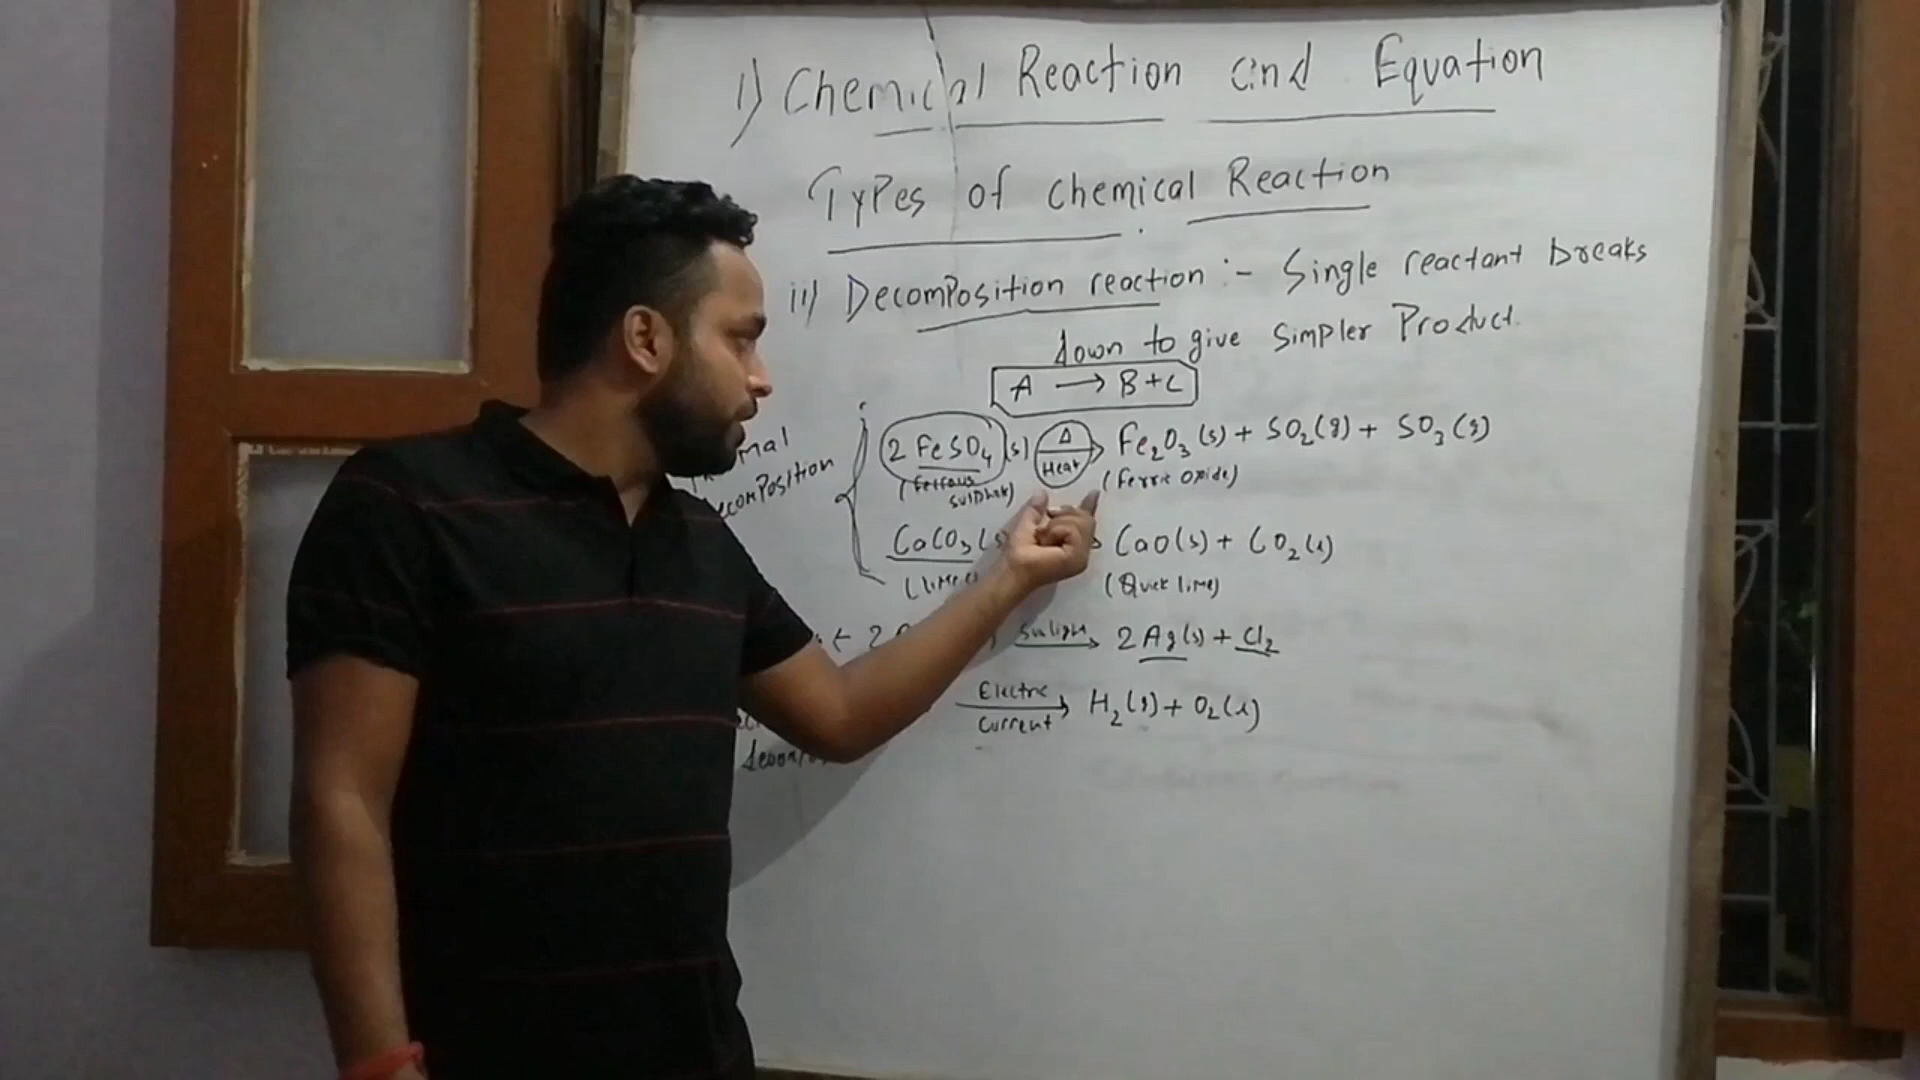 1) Chemical Reaction and Equation
Types of chemical Reaction
ii) Decomposition reaction :- Single reactant breaks
down to give simpler Product.
A → B + C
2 FeSO4 (s) Δ Heat → Fe2O3 (s) + SO2 (g) + SO3 (g)
(Ferrous sulphate) (Ferric oxide)
CaCO3 (s) → CaO(s) + CO2(g)
(Quick lime)
2 Sunlight → 2 Ag(s) + Cl2
Electric Current → H2(g) + O2(g)